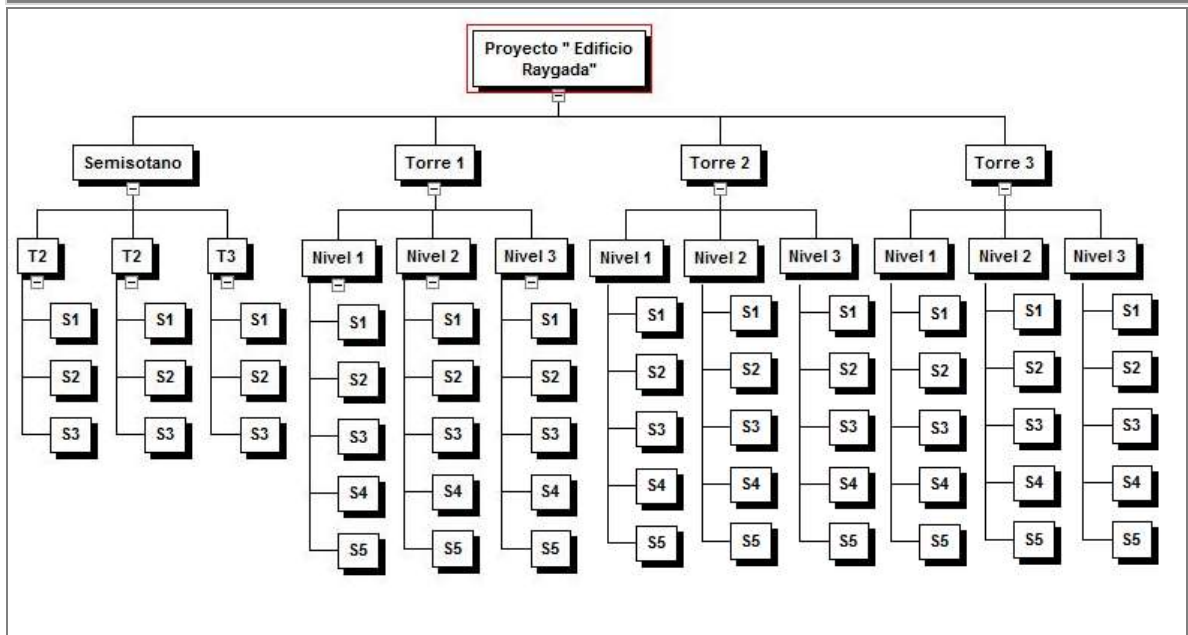 Proyecto " Edificio
Raygada"
Semisotano
Torre 1
Torre 2
Torre 3
T2
T2
T3
Nivel 1
Nivel 2
Nivel 3
Nivel 1
Nivel 2
Nivel 3
Nivel 1
Nivel 2
Nivel 3
S1
S1
S1
S1
S1
S1
S1
S1
S1
S1
S1
S1
S2
S2
S2
S2
S2
S2
S2
S2
S2
S2
S2
S2
S3
S3
S3
S3
S3
S3
S3
S3
S3
S3
S3
S3
S4
S4
S4
S4
S4
S4
S4
S4
S4
S5
S5
S5
S5
S5
S5
S5
S5
S5